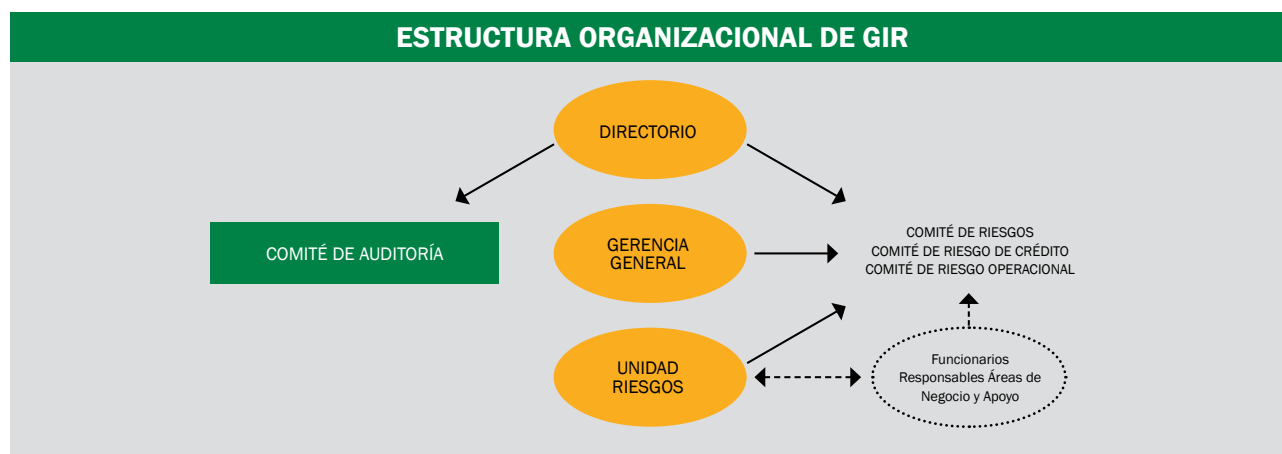 ESTRUCTURA ORGANIZACIONAL DE GIR
DIRECTORIO
COMITÉ DE AUDITORÍA
GERENCIA
GENERAL
COMITÉ DE RIESGOS
COMITÉ DE RIESGO DE CRÉDITO
COMITÉ DE RIESGO OPERACIONAL
UNIDAD
RIESGOS
Funcionarios
Responsables Áreas de
Negocio y Apoyo